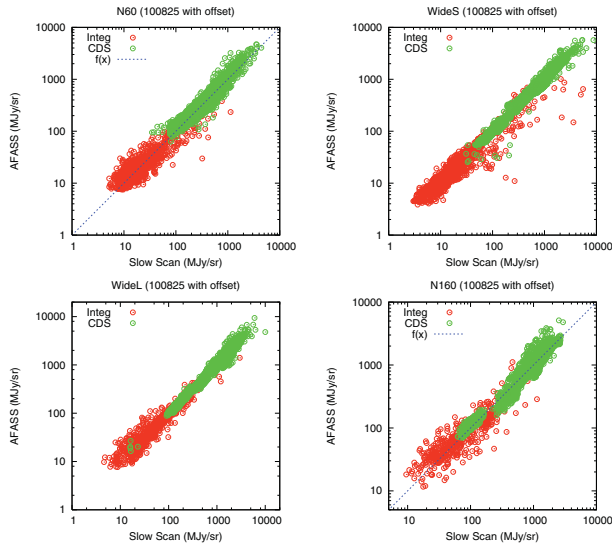 N60 (100825 with offset)
Integ
CDS
f(x)
10000
1000
100
10
1
AFASS (MJy/sr)
1 10 100 1000 10000
Slow Scan (MJy/sr)
WideS (100825 with offset)
Integ
CDS
10000
1000
100
10
1
AFASS (MJy/sr)
1 10 100 1000 10000
Slow Scan (MJy/sr)
WideL (100825 with offset)
Integ
CDS
10000
1000
100
10
1
AFASS (MJy/sr)
1 10 100 1000 10000
Slow Scan (MJy/sr)
N160 (100825 with offset)
Integ
CDS
f(x)
10000
1000
100
10
AFASS (MJy/sr)
10 100 1000 10000
Slow Scan (MJy/sr)